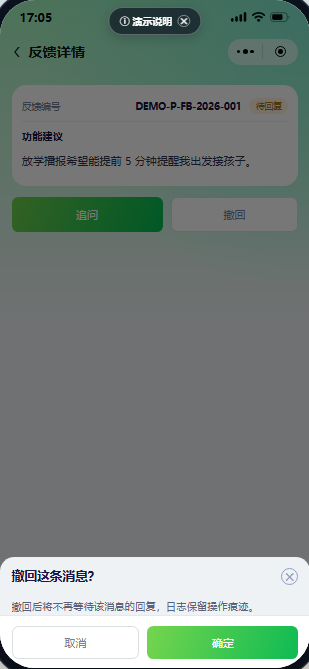 17:05
演示说明
反馈详情
反馈编号 DEMO-P-FB-2026-001 待回复
功能建议
放学播报希望能提前 5 分钟提醒我出发接孩子。
追问 撤回
撤回这条消息?
撤回后将不再等待该消息的回复，日志保留操作痕迹。
取消 确定